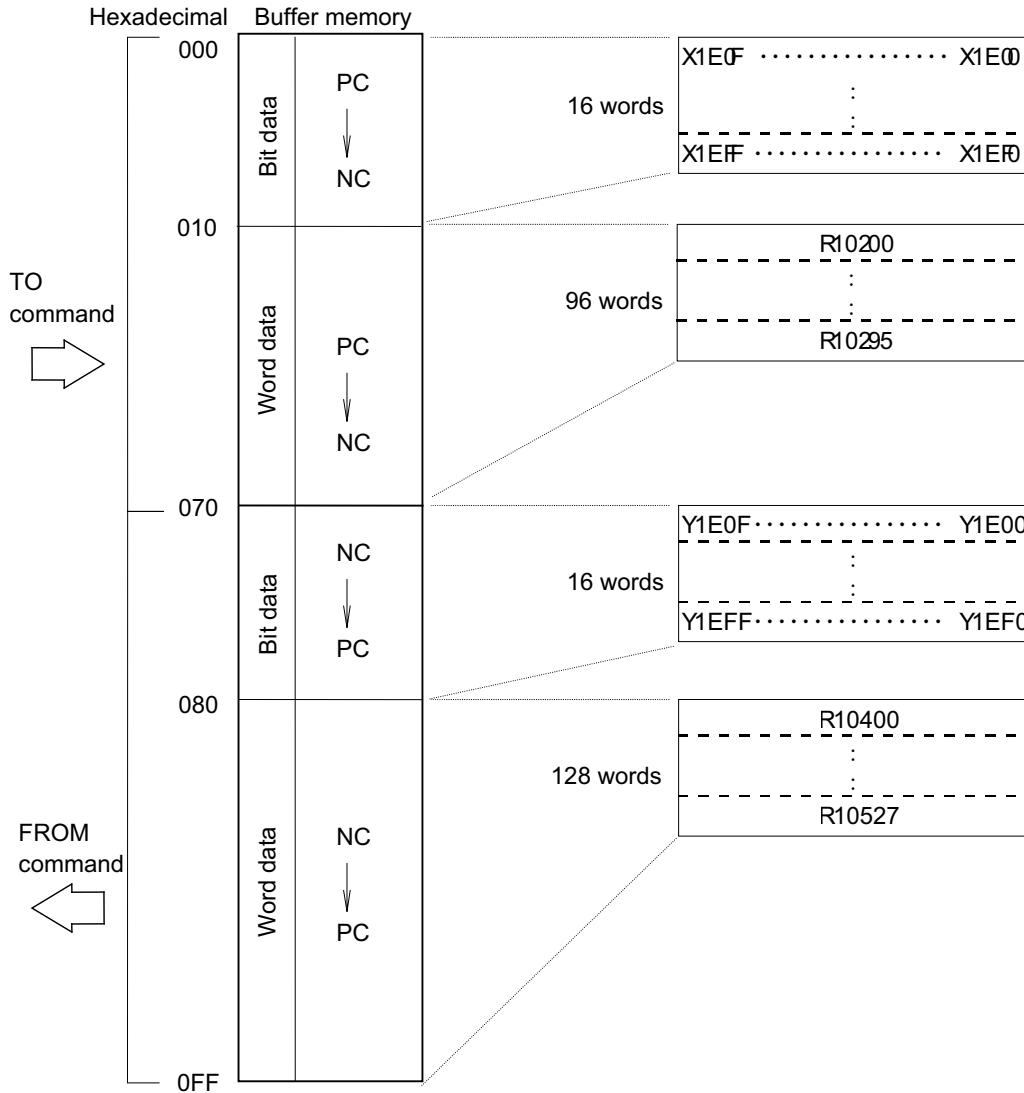 Hexadecimal Buffer memory
000
Bit data
PC
NC
16 words
X1E0F ················ X1E00
X1EFF ················ X1EF0
010
TO
command
Word data
PC
NC
96 words
R10200
R10295
070
Bit data
NC
PC
16 words
Y1E0F ················ Y1E00
Y1EFF ················ Y1EF0
080
FROM
command
Word data
NC
PC
128 words
R10400
R10527
0FF